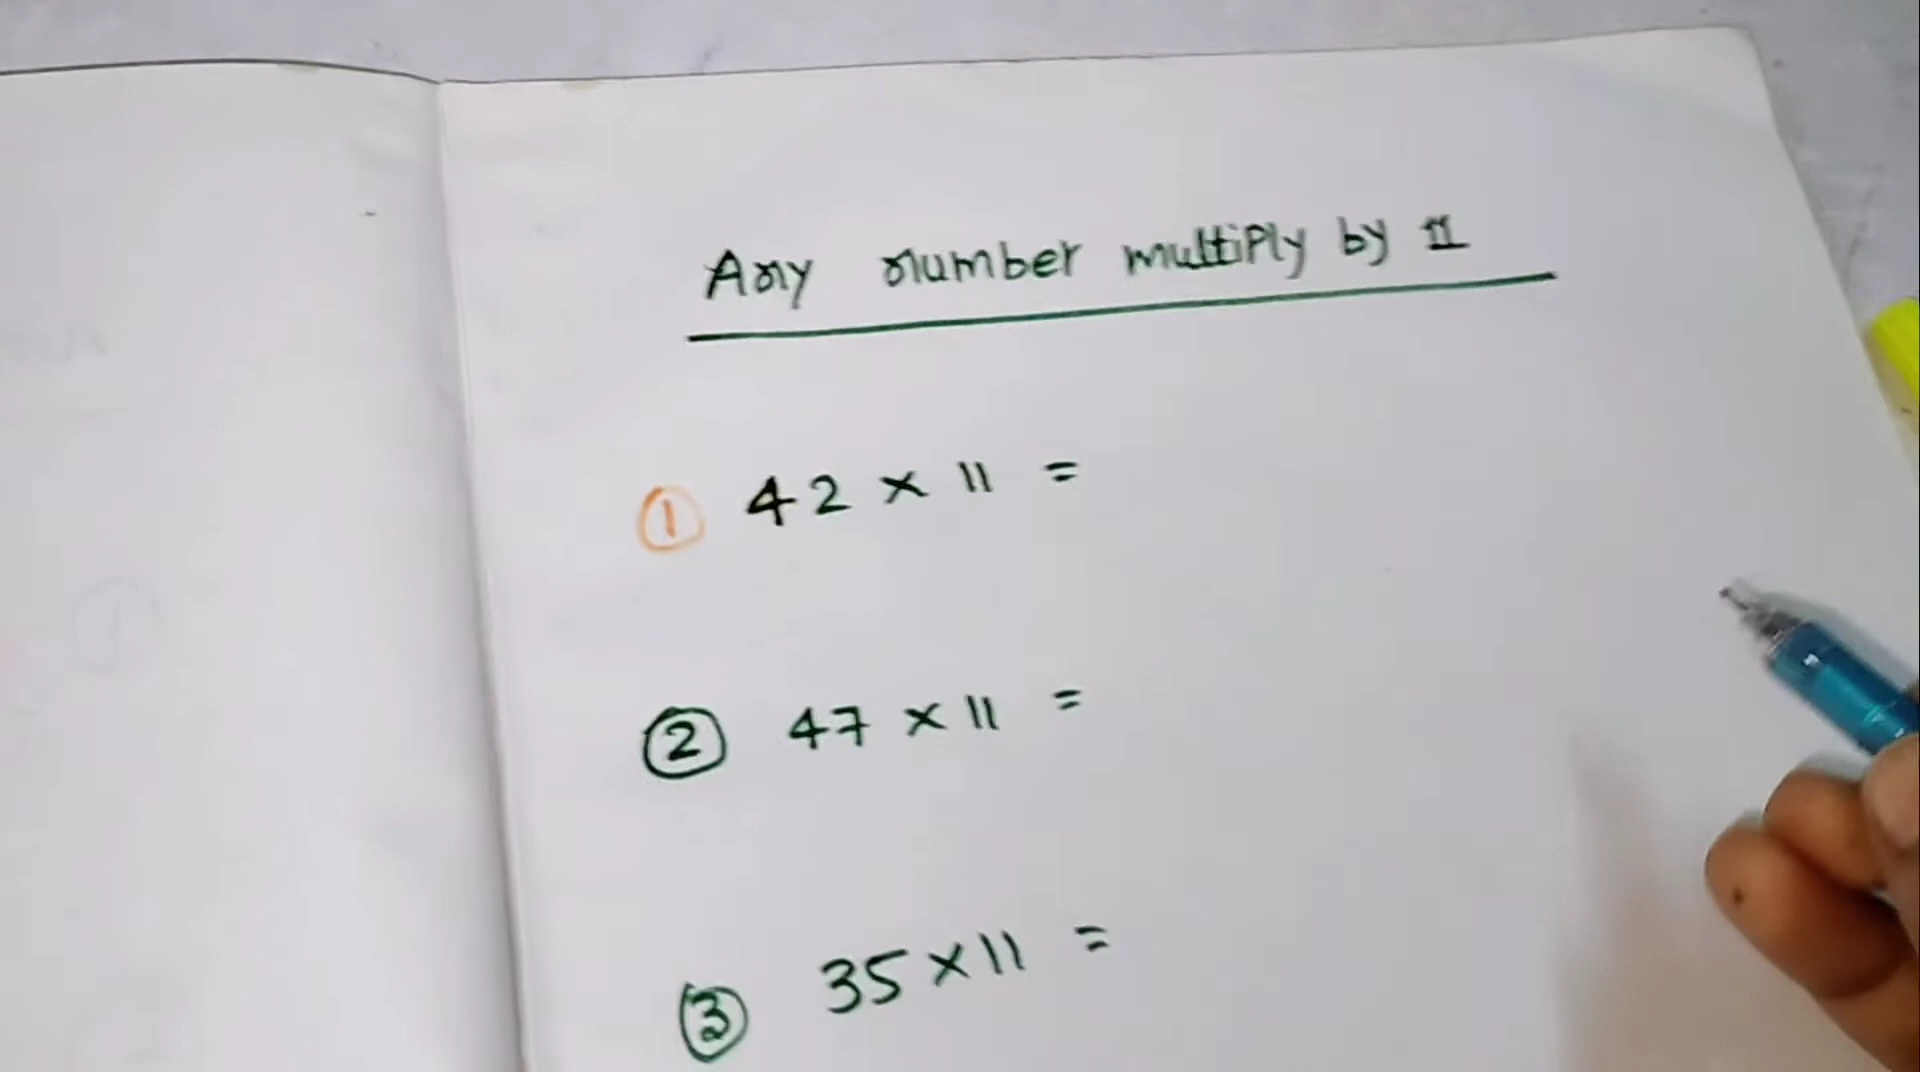 Any number multiply by 11
① 42 × 11 =
② 47 × 11 =
③ 35 × 11 =